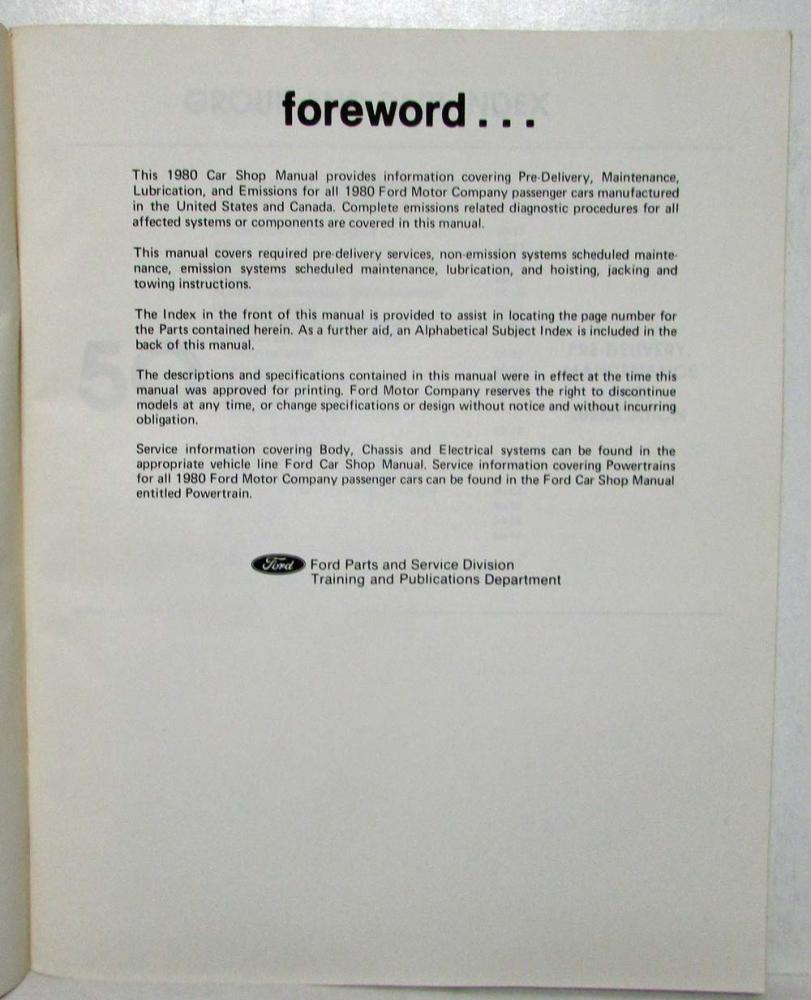 foreword . . .
This 1980 Car Shop Manual provides information covering Pre-Delivery, Maintenance,
Lubrication, and Emissions for all 1980 Ford Motor Company passenger cars manufactured
in the United States and Canada. Complete emissions related diagnostic procedures for all
affected systems or components are covered in this manual.
This manual covers required pre-delivery services, non-emission systems scheduled mainte-
nance, emission systems scheduled maintenance, lubrication, and hoisting, jacking and
towing instructions.
The Index in the front of this manual is provided to assist in locating the page number for
the Parts contained herein. As a further aid, an Alphabetical Subject Index is included in the
back of this manual.
The descriptions and specifications contained in this manual were in effect at the time this
manual was approved for printing. Ford Motor Company reserves the right to discontinue
models at any time, or change specifications or design without notice and without incurring
obligation.
Service information covering Body, Chassis and Electrical systems can be found in the
appropriate vehicle line Ford Car Shop Manual. Service information covering Powertrains
for all 1980 Ford Motor Company passenger cars can be found in the Ford Car Shop Manual
entitled Powertrain.
Ford Ford Parts and Service Division
Training and Publications Department